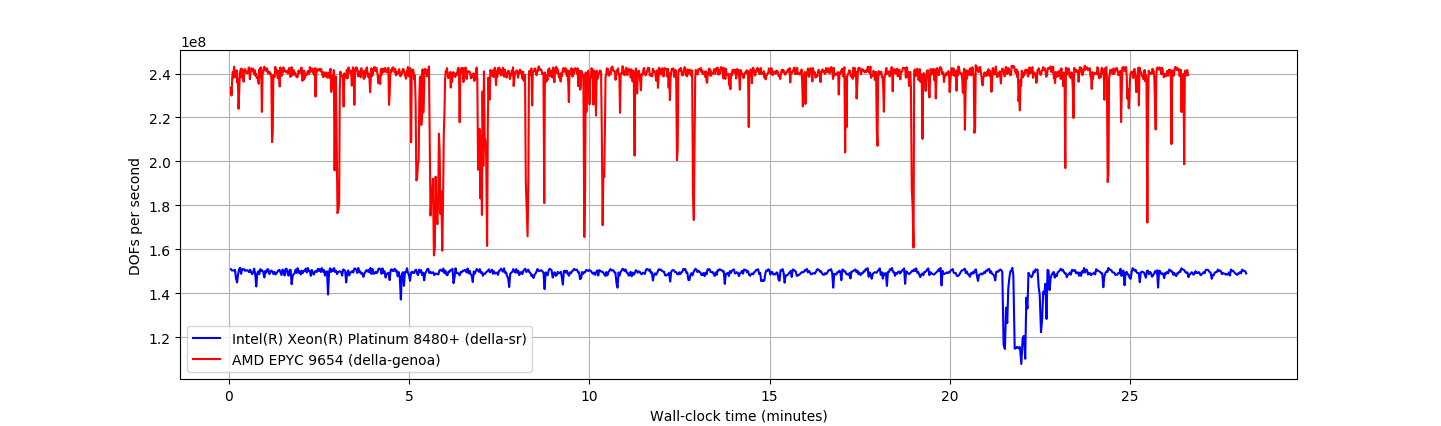 1e8
2.4
2.2
2.0
1.8
1.6
1.4
1.2
DOFs per second
Intel(R) Xeon(R) Platinum 8480+ (della-sr)
AMD EPYC 9654 (della-genoa)
0 5 10 15 20 25
Wall-clock time (minutes)